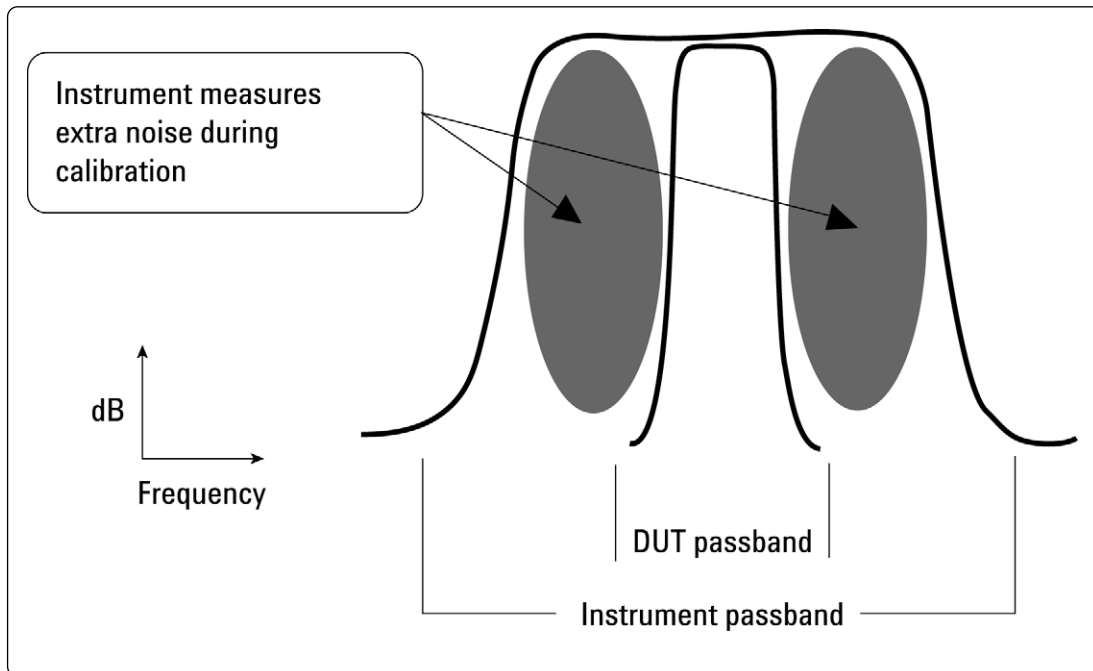 Instrument measures
extra noise during
calibration
dB
Frequency
DUT passband
Instrument passband